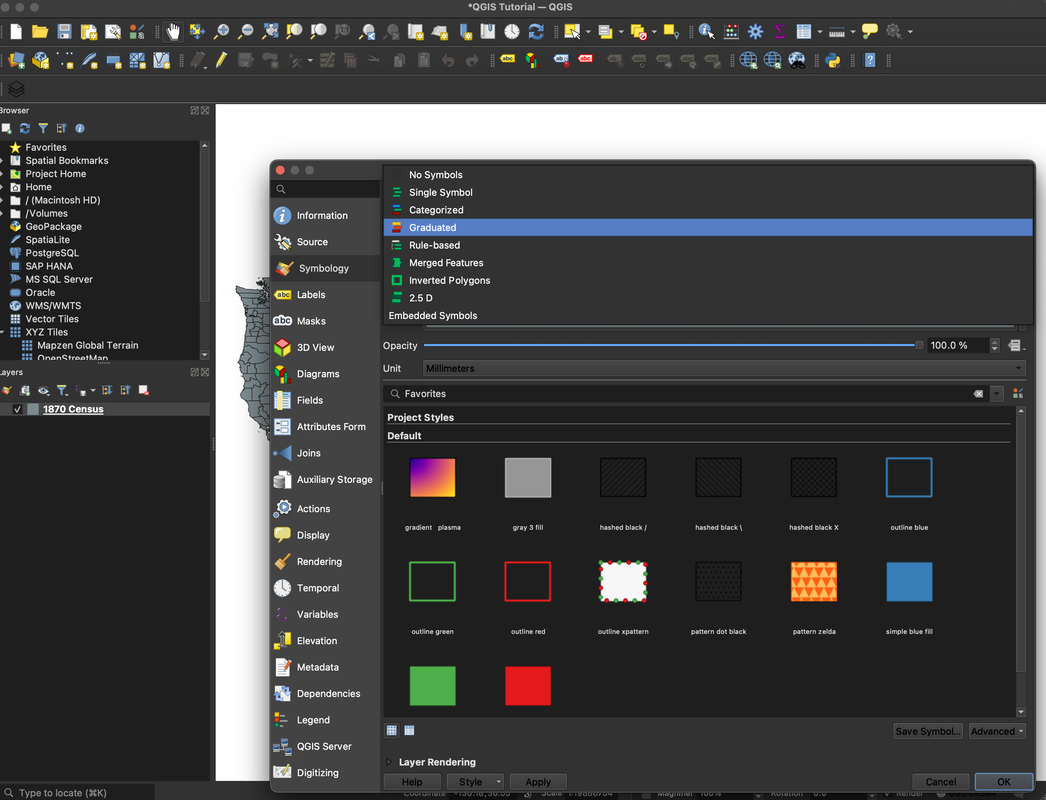 *QGIS Tutorial — QGIS
Browser
Favorites
Spatial Bookmarks
Project Home
Home
/ (Macintosh HD)
/Volumes
GeoPackage
SpatiaLite
PostgreSQL
SAP HANA
MS SQL Server
Oracle
WMS/WMTS
Vector Tiles
XYZ Tiles
Mapzen Global Terrain
OpenStreetMap
Layers
1870 Census
Information
Source
Symbology
Labels
abc Masks
3D View
Diagrams
Fields
Attributes Form
Joins
Auxiliary Storage
Actions
Display
Rendering
Temporal
Variables
Elevation
Metadata
Dependencies
Legend
QGIS Server
Digitizing
No Symbols
Single Symbol
Categorized
Graduated
Rule-based
Merged Features
Inverted Polygons
2.5 D
Embedded Symbols
Opacity 100.0 %
Unit Millimeters
Favorites
Project Styles
Default
gradient plasma
gray 3 fill
hashed black /
hashed black \
hashed black X
outline blue
outline green
outline red
outline xpattern
pattern dot black
pattern zelda
simple blue fill
Save Symbol...
Advanced
Layer Rendering
Help
Style
Apply
Cancel
OK
Type to locate (⌘K)